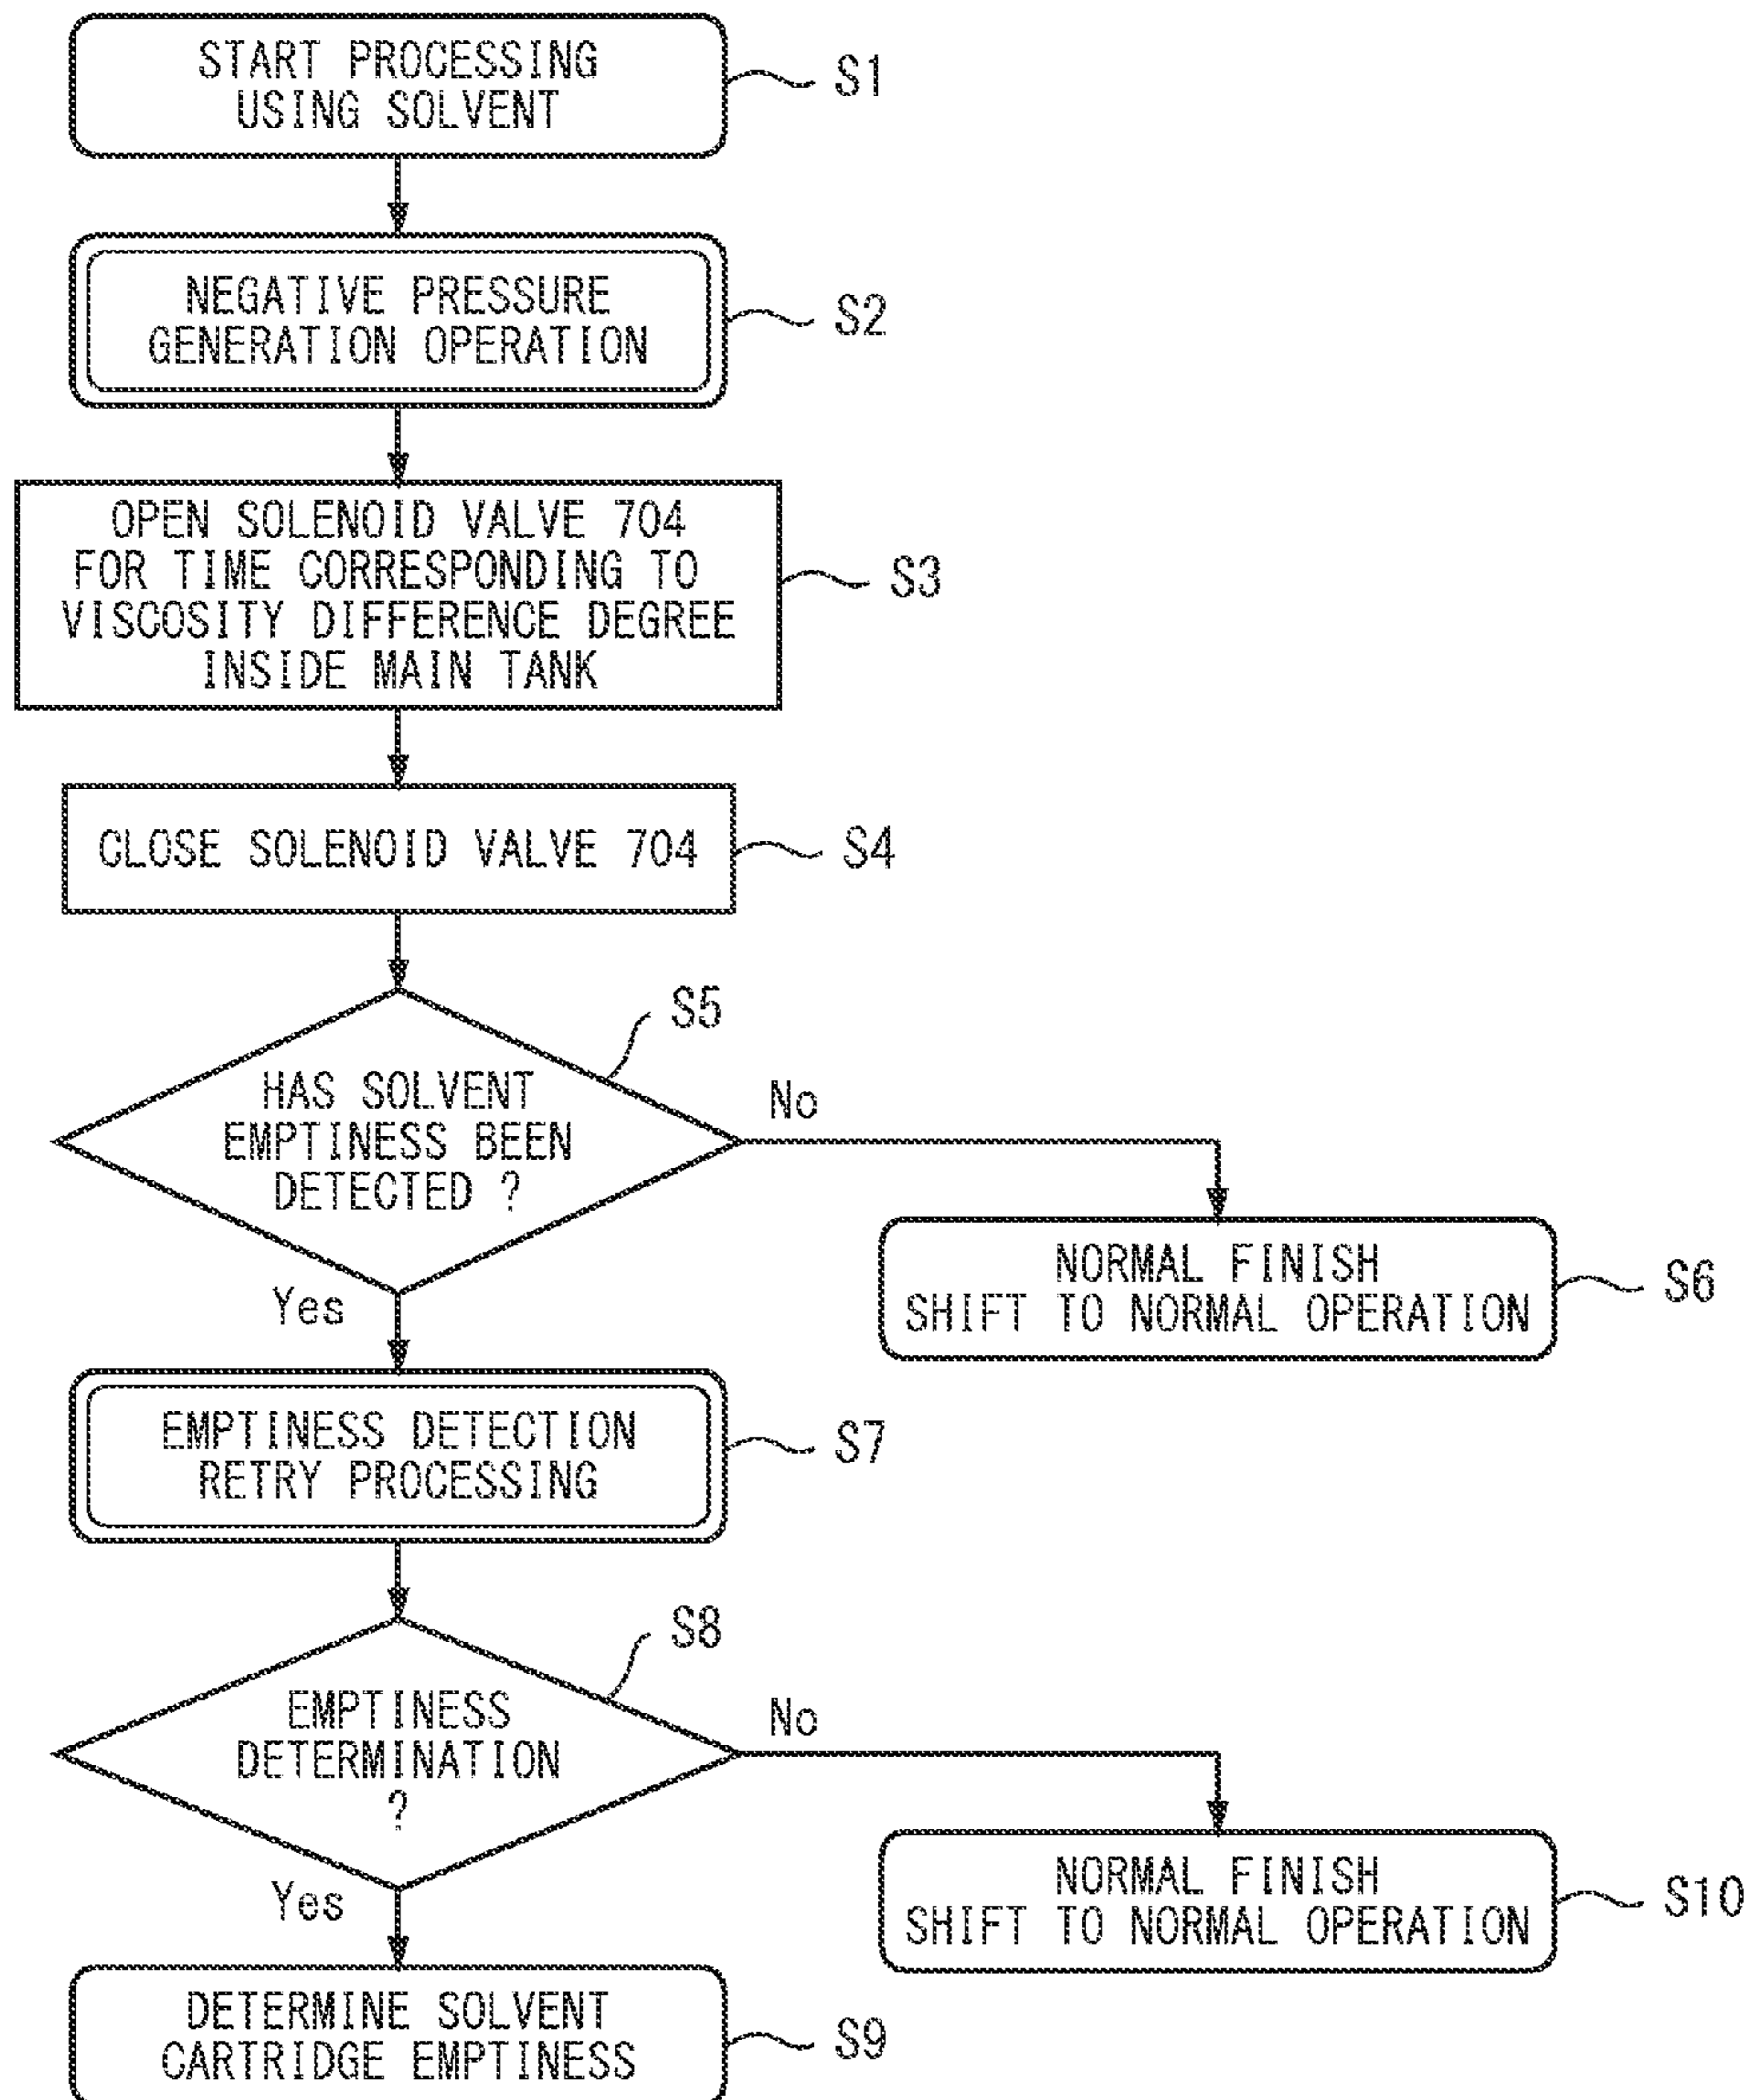 START PROCESSING
USING SOLVENT
S1
NEGATIVE PRESSURE
GENERATION OPERATION
S2
OPEN SOLENOID VALVE 704
FOR TIME CORRESPONDING TO
VISCOSITY DIFFERENCE DEGREE
INSIDE MAIN TANK
S3
CLOSE SOLENOID VALVE 704
S4
S5
HAS SOLVENT
EMPTINESS BEEN
DETECTED ?
No
Yes
NORMAL FINISH
SHIFT TO NORMAL OPERATION
S6
EMPTINESS DETECTION
RETRY PROCESSING
S7
S8
EMPTINESS
DETERMINATION
?
No
Yes
NORMAL FINISH
SHIFT TO NORMAL OPERATION
S10
DETERMINE SOLVENT
CARTRIDGE EMPTINESS
S9